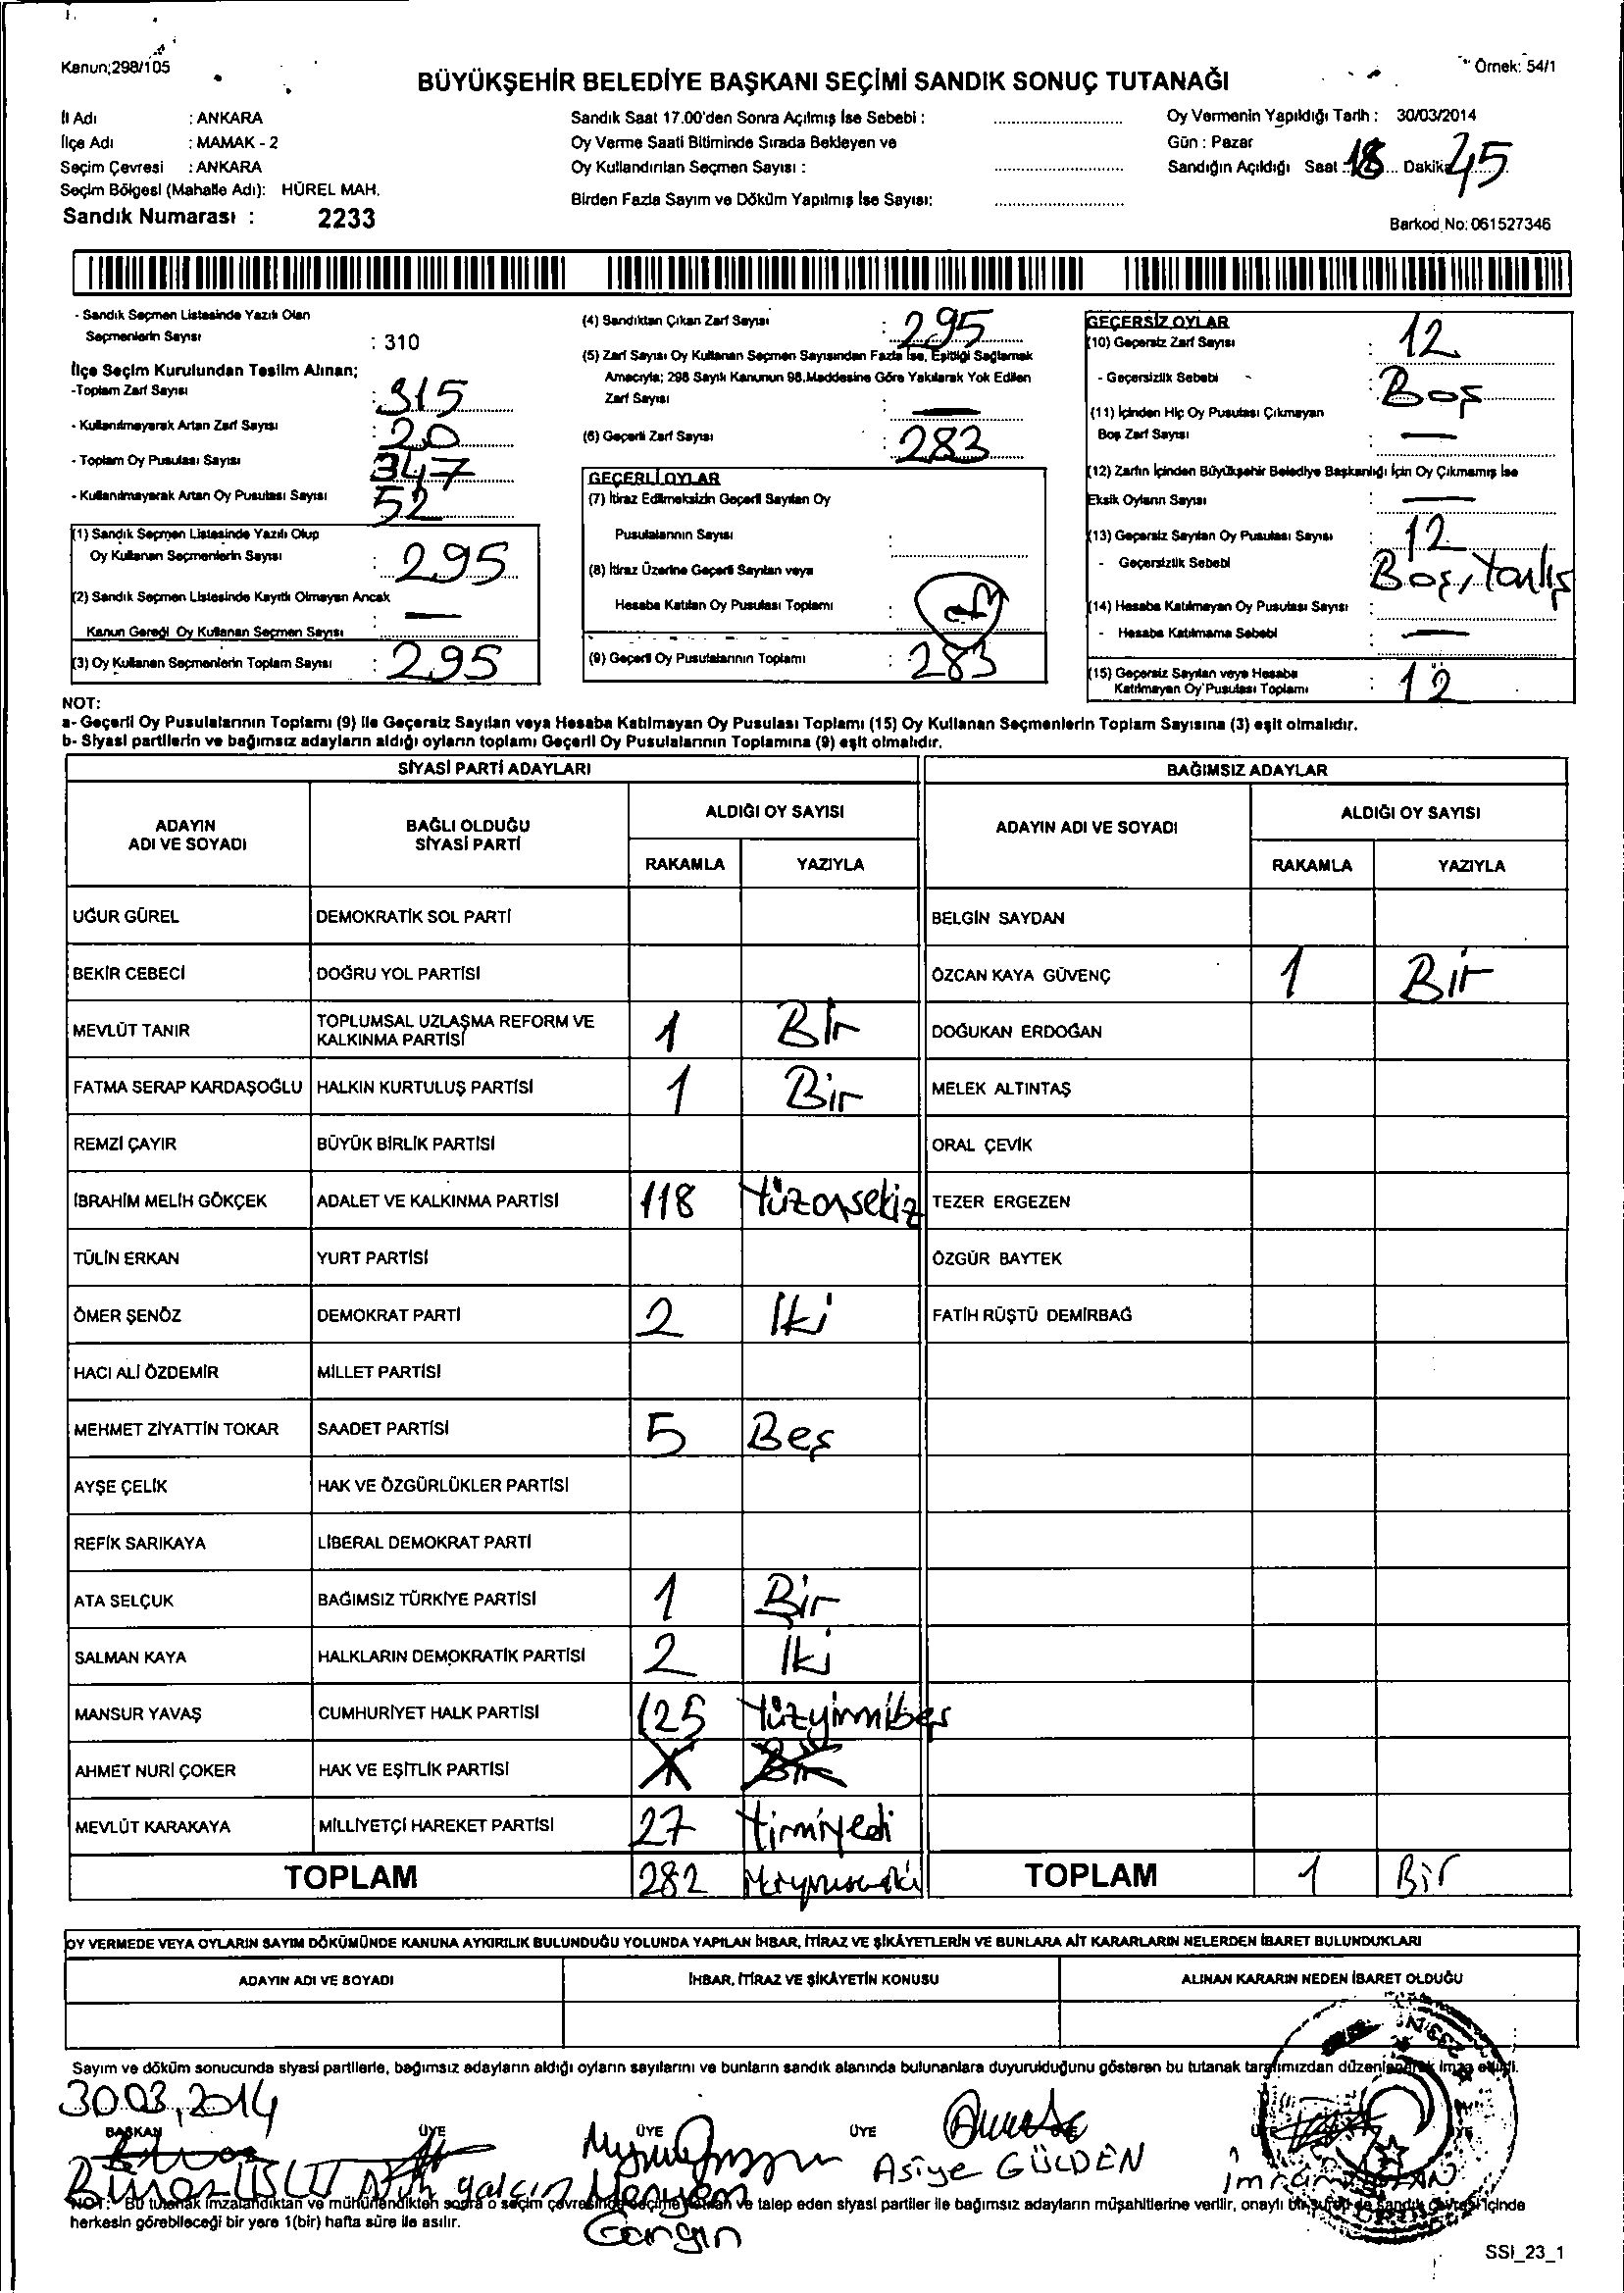 Kanun;298/105
Örnek: 54/1
BÜYÜKŞEHİR BELEDİYE BAŞKANI SEÇİMİ SANDIK SONUÇ TUTANAĞI
İl Adı : ANKARA
İlçe Adı : MAMAK - 2
Seçim Çevresi : ANKARA
Seçim Bölgesi (Mahalle Adı): HÜREL MAH.
Sandık Numarası : 2233
Sandık Saat 17.00'den Sonra Açılmış İse Sebebi :
Oy Verme Saati Bitiminde Sırada Bekleyen ve
Oy Kullandırılan Seçmen Sayısı :
Birden Fazla Sayım ve Döküm Yapılmış İse Sayısı:
Oy Vermenin Yapıldığı Tarih : 30/03/2014
Gün : Pazar
Sandığın Açıldığı Saat : 18 Dakika 45
Barkod No: 061527346
- Sandık Seçmen Listesinde Yazılı Olan
Seçmenlerin Sayısı : 310
İlçe Seçim Kurulundan Teslim Alınan;
-Toplam Zarf Sayısı : 315
- Kullanılmayarak Artan Zarf Sayısı : 20
- Toplam Oy Pusulası Sayısı 347
- Kullanılmayarak Artan Oy Pusulası Sayısı 52
(1) Sandık Seçmen Listesinde Yazılı Olup
Oy Kullanan Seçmenlerin Sayısı : 295
(2) Sandık Seçmen Listesinde Kayıtlı Olmayan Ancak
Kanun Gereği Oy Kullanan Seçmen Sayısı : —
(3) Oy Kullanan Seçmenlerin Toplam Sayısı : 295
(4) Sandıktan Çıkan Zarf Sayısı : 295
(5) Zarf Sayısı Oy Kullanan Seçmen Sayısından Fazla İse, Eşitliği Sağlamak
Amacıyla; 298 Sayılı Kanunun 98.Maddesine Göre Yakılarak Yok Edilen
Zarf Sayısı : —
(6) Geçerli Zarf Sayısı : 283
GEÇERLİ OYLAR
(7) İtiraz Edilmeksizin Geçerli Sayılan Oy
Pusulalarının Sayısı :
(8) İtiraz Üzerine Geçerli Sayılan veya
Hesaba Katılan Oy Pusulası Toplamı :
(9) Geçerli Oy Pusulalarının Toplamı : 283
GEÇERSİZ OYLAR
(10) Geçersiz Zarf Sayısı : 12
- Geçersizlik Sebebi : Boş
(11) İçinden Hiç Oy Pusulası Çıkmayan
Boş Zarf Sayısı : —
(12) Zarfın İçinden Büyükşehir Belediye Başkanlığı İçin Oy Çıkmamış İse
Eksik Oyların Sayısı : —
(13) Geçersiz Sayılan Oy Pusulası Sayısı : 12
- Geçersizlik Sebebi : Boş, Yanlış
(14) Hesaba Katılmayan Oy Pusulası Sayısı :
- Hesaba Katılmama Sebebi : —
(15) Geçersiz Sayılan veya Hesaba
Katılmayan Oy Pusulası Toplamı : 12
NOT:
a- Geçerli Oy Pusulalarının Toplamı (9) ile Geçersiz Sayılan veya Hesaba Katılmayan Oy Pusulası Toplamı (15) Oy Kullanan Seçmenlerin Toplam Sayısına (3) eşit olmalıdır.
b- Siyasi partilerin ve bağımsız adayların aldığı oyların toplamı Geçerli Oy Pusulalarının Toplamına (9) eşit olmalıdır.
SİYASİ PARTİ ADAYLARI
BAĞIMSIZ ADAYLAR
ADAYIN
ADI VE SOYADI
BAĞLI OLDUĞU
SİYASİ PARTİ
ALDIĞI OY SAYISI
RAKAMLA YAZIYLA
ADAYIN ADI VE SOYADI
ALDIĞI OY SAYISI
RAKAMLA YAZIYLA
UĞUR GÜREL DEMOKRATİK SOL PARTİ BELGİN SAYDAN
BEKİR CEBECİ DOĞRU YOL PARTİSİ ÖZCAN KAYA GÜVENÇ 1 Bir
MEVLÜT TANIR TOPLUMSAL UZLAŞMA REFORM VE
KALKINMA PARTİSİ 1 Bir DOĞUKAN ERDOĞAN
FATMA SERAP KARDAŞOĞLU HALKIN KURTULUŞ PARTİSİ 1 Bir MELEK ALTINTAŞ
REMZİ ÇAYIR BÜYÜK BİRLİK PARTİSİ ORAL ÇEVİK
İBRAHİM MELİH GÖKÇEK ADALET VE KALKINMA PARTİSİ 118 Yüzonsekiz TEZER ERGEZEN
TÜLİN ERKAN YURT PARTİSİ ÖZGÜR BAYTEK
ÖMER ŞENÖZ DEMOKRAT PARTİ 2 İki FATİH RÜŞTÜ DEMİRBAĞ
HACI ALİ ÖZDEMİR MİLLET PARTİSİ
MEHMET ZİYATTİN TOKAR SAADET PARTİSİ 5 Beş
AYŞE ÇELİK HAK VE ÖZGÜRLÜKLER PARTİSİ
REFİK SARIKAYA LİBERAL DEMOKRAT PARTİ
ATA SELÇUK BAĞIMSIZ TÜRKİYE PARTİSİ 1 Bir
SALMAN KAYA HALKLARIN DEMOKRATİK PARTİSİ 2 İki
MANSUR YAVAŞ CUMHURİYET HALK PARTİSİ 125 Yüzyirmibeş
AHMET NURİ ÇOKER HAK VE EŞİTLİK PARTİSİ Bir
MEVLÜT KARAKAYA MİLLİYETÇİ HAREKET PARTİSİ 27 Yirmiyedi
TOPLAM 282 TOPLAM 1 Bir
OY VERMEDE VEYA OYLARIN SAYIM DÖKÜMÜNDE KANUNA AYKIRILIK BULUNDUĞU YOLUNDA YAPILAN İHBAR, İTİRAZ VE ŞİKÂYETLERİN VE BUNLARA AİT KARARLARIN NELERDEN İBARET BULUNDUKLARI
ADAYIN ADI VE SOYADI İHBAR, İTİRAZ VE ŞİKÂYETİN KONUSU ALINAN KARARIN NEDEN İBARET OLDUĞU
Sayım ve döküm sonucunda siyasi partilerle, bağımsız adayların aldığı oyların sayılarını ve bunların sandık alanında bulunanlara duyurulduğunu gösteren bu tutanak tarafımızdan düzenlenerek imza edildi.
30.03.2014
BAŞKAN ÜYE ÜYE ÜYE
Yalçın Meryem Gengin Asiye GÜLDEN
NOT: Bu tutanak imzalandıktan ve mühürlendikten sonra o seçim çevresinde seçime katılan ve talep eden siyasi partiler ile bağımsız adayların müşahitlerine verilir, onaylı bir sureti de sandık çevresi içinde
herkesin görebileceği bir yere 1(bir) hafta süre ile asılır.
SSI_23_1